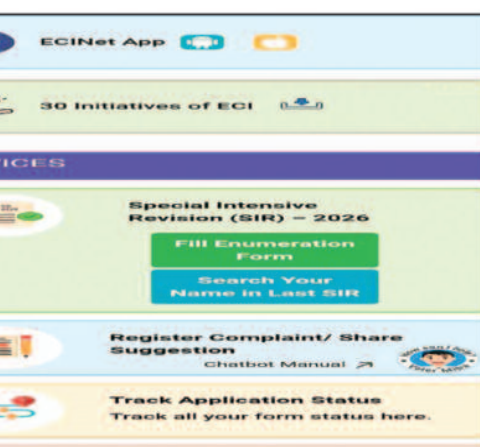 ECINet App
30 Initiatives of ECI
ICES
Special Intensive
Revision (SIR) – 2026
Fill Enumeration
Form
Search Your
Name in Last SIR
Register Complaint/ Share
Suggestion
Chatbot Manual
Track Application Status
Track all your form status here.